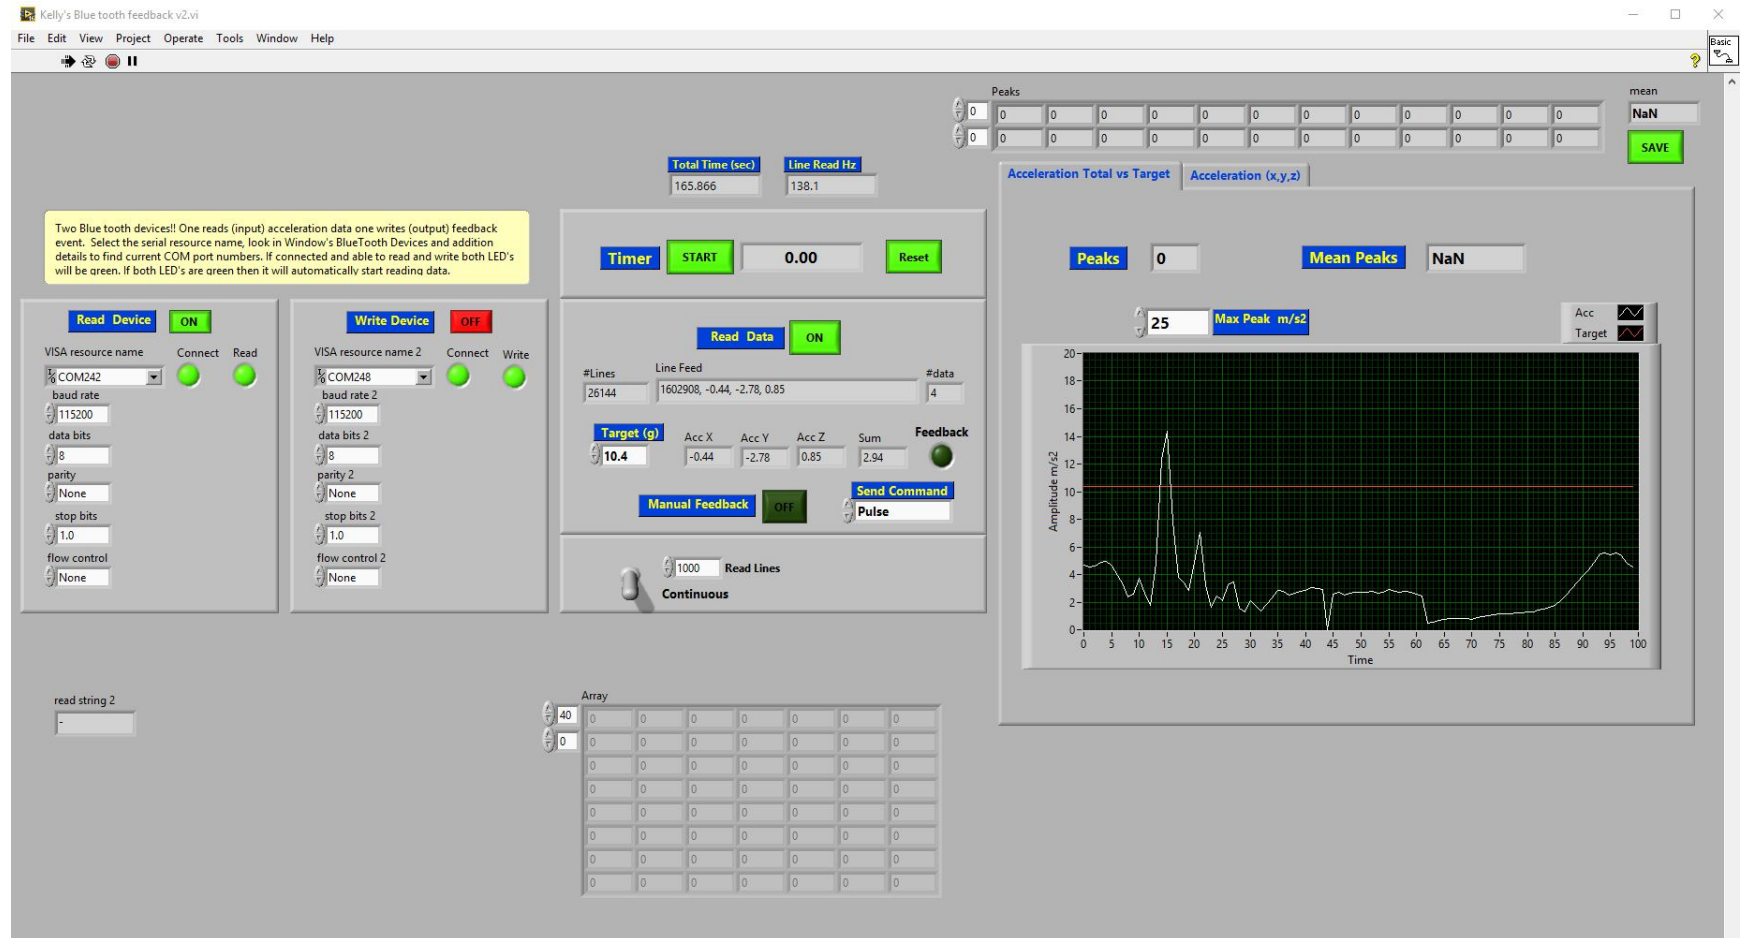 Kelly's Blue tooth feedback v2.vi
File Edit View Project Operate Tools Window Help
Basic
Peaks
mean
0 0 0 0 0 0 0 0 0 0 0 0 0 NaN
0 0 0 0 0 0 0 0 0 0 0 0 0
SAVE
Total Time (sec) Line Read Hz
165.866 138.1
Acceleration Total vs Target Acceleration (x,y,z)
Two Blue tooth devices!! One reads (input) acceleration data one writes (output) feedback
event. Select the serial resource name, look in Window's BlueTooth Devices and addition
details to find current COM port numbers. If connected and able to read and write both LED's
will be green. If both LED's are green then it will automatically start reading data.
Timer START 0.00 Reset
Peaks 0 Mean Peaks NaN
Read Device ON
VISA resource name Connect Read
COM242
baud rate
115200
data bits
8
parity
None
stop bits
1.0
flow control
None
Write Device OFF
VISA resource name 2 Connect Write
COM248
baud rate 2
115200
data bits 2
8
parity 2
None
stop bits 2
1.0
flow control 2
None
Read Data ON
#Lines Line Feed #data
26144 1602908, -0.44, -2.78, 0.85 4
Target (g) Acc X Acc Y Acc Z Sum Feedback
10.4 -0.44 -2.78 0.85 2.94
Manual Feedback OFF Send Command
Pulse
1000 Read Lines
Continuous
25 Max Peak m/s2
Acc
Target
Amplitude m/s2
20
18
16
14
12
10
8
6
4
2
0
0 5 10 15 20 25 30 35 40 45 50 55 60 65 70 75 80 85 90 95 100
Time
read string 2
-
Array
40 0 0 0 0 0 0 0
0 0 0 0 0 0 0 0
0 0 0 0 0 0 0
0 0 0 0 0 0 0
0 0 0 0 0 0 0
0 0 0 0 0 0 0
0 0 0 0 0 0 0
0 0 0 0 0 0 0